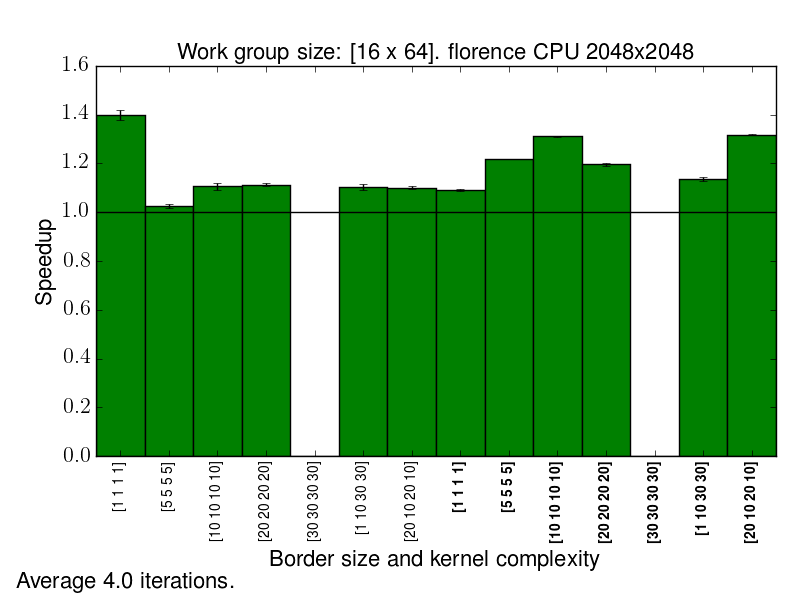 Work group size: [16 x 64]. florence CPU 2048x2048
1.6
1.4
1.2
1.0
0.8
0.6
0.4
0.2
0.0
Speedup
[1 1 1 1]
[5 5 5 5]
[10 10 10 10]
[20 20 20 20]
[30 30 30 30]
[1 10 30 30]
[20 10 20 10]
[1 1 1 1]
[5 5 5 5]
[10 10 10 10]
[20 20 20 20]
[30 30 30 30]
[1 10 30 30]
[20 10 20 10]
Border size and kernel complexity
Average 4.0 iterations.